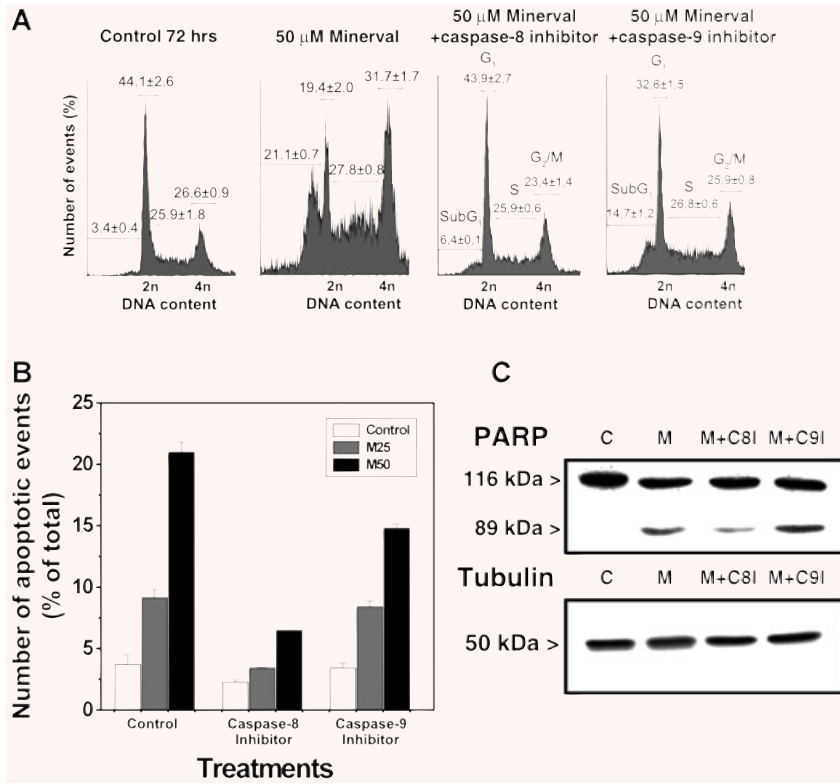 A
Control 72 hrs
50 µM Minerval
50 µM Minerval
+caspase-8 inhibitor
50 µM Minerval
+caspase-9 inhibitor
Number of events (%)
44.1±2.6
3.4±0.4
25.9±1.8
26.6±0.9
2n
4n
DNA content
21.1±0.7
19.4±2.0
27.8±0.8
31.7±1.7
2n
4n
DNA content
G₁
43,9±2,7
SubG₁
6,4±0,1
S
25,9±0,6
G₂/M
23,4±1,4
2n
4n
DNA content
G₁
32,6±1,5
SubG₁
14,7±1,2
S
26,8±0,6
G₂/M
25,9±0,8
2n
4n
DNA content
B
Number of apoptotic events
(% of total)
25
20
15
10
5
0
Control
M25
M50
Control
Caspase-8
Inhibitor
Caspase-9
Inhibitor
Treatments
C
PARP
C M M+C8I M+C9I
116 kDa >
89 kDa >
Tubulin
C M M+C8I M+C9I
50 kDa >